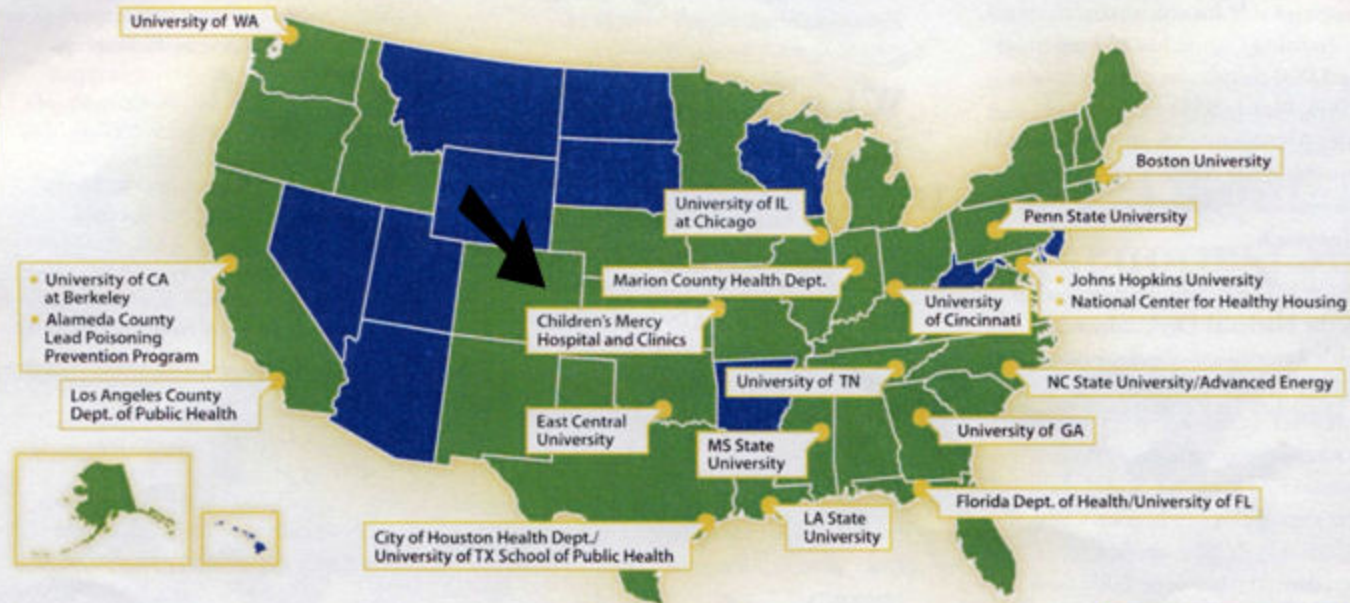 University of WA
Boston University
University of IL
at Chicago
Penn State University
• University of CA
at Berkeley
• Alameda County
Lead Poisoning
Prevention Program
Marion County Health Dept.
• Johns Hopkins University
• National Center for Healthy Housing
University
of Cincinnati
Children's Mercy
Hospital and Clinics
Los Angeles County
Dept. of Public Health
University of TN
NC State University/Advanced Energy
East Central
University
MS State
University
University of GA
Florida Dept. of Health/University of FL
LA State
University
City of Houston Health Dept./
University of TX School of Public Health